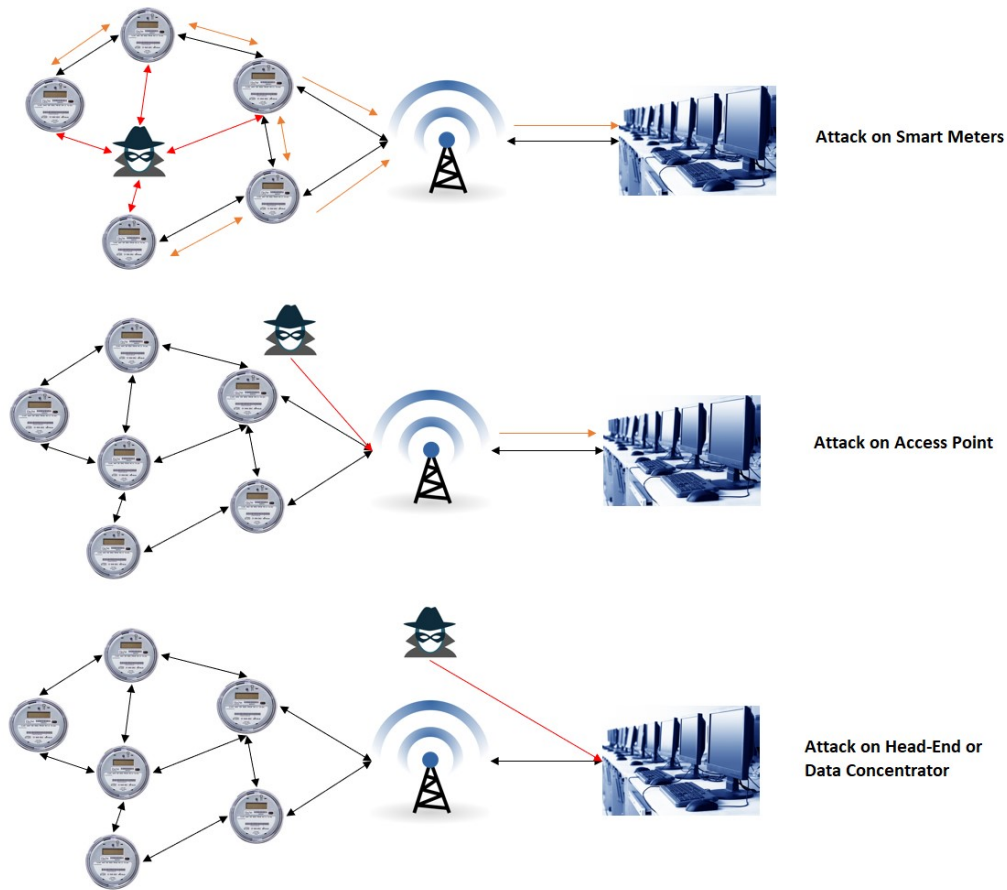 Attack on Smart Meters
Attack on Access Point
Attack on Head-End or
Data Concentrator